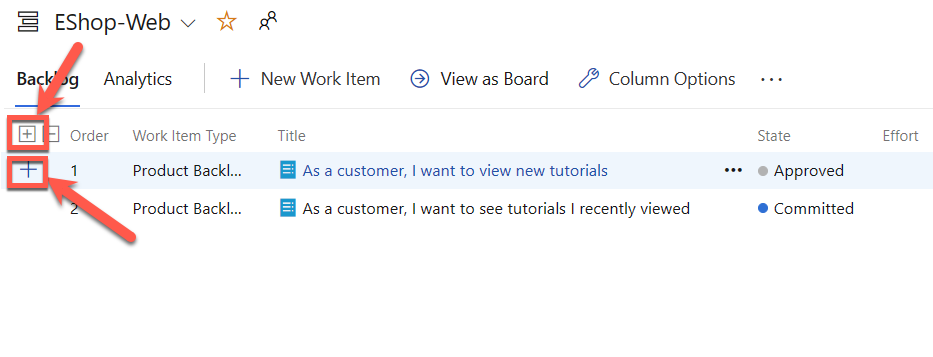 EShop-Web
Backlog Analytics New Work Item View as Board Column Options ...
Order Work Item Type Title State Effort
1 Product Backl... As a customer, I want to view new tutorials ... Approved
2 Product Backl... As a customer, I want to see tutorials I recently viewed Committed